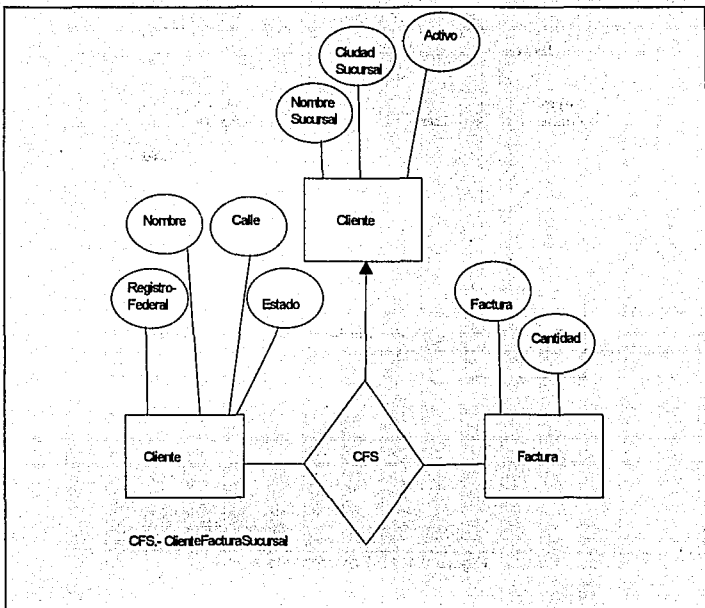 Activo
Ciudad
Sucursal
Nombre
Sucursal
Cliente
Nombre
Calle
Registro-
Federal
Estado
Factura
Cantidad
Cliente
CFS
Factura
CFS.- ClienteFacturaSucursal